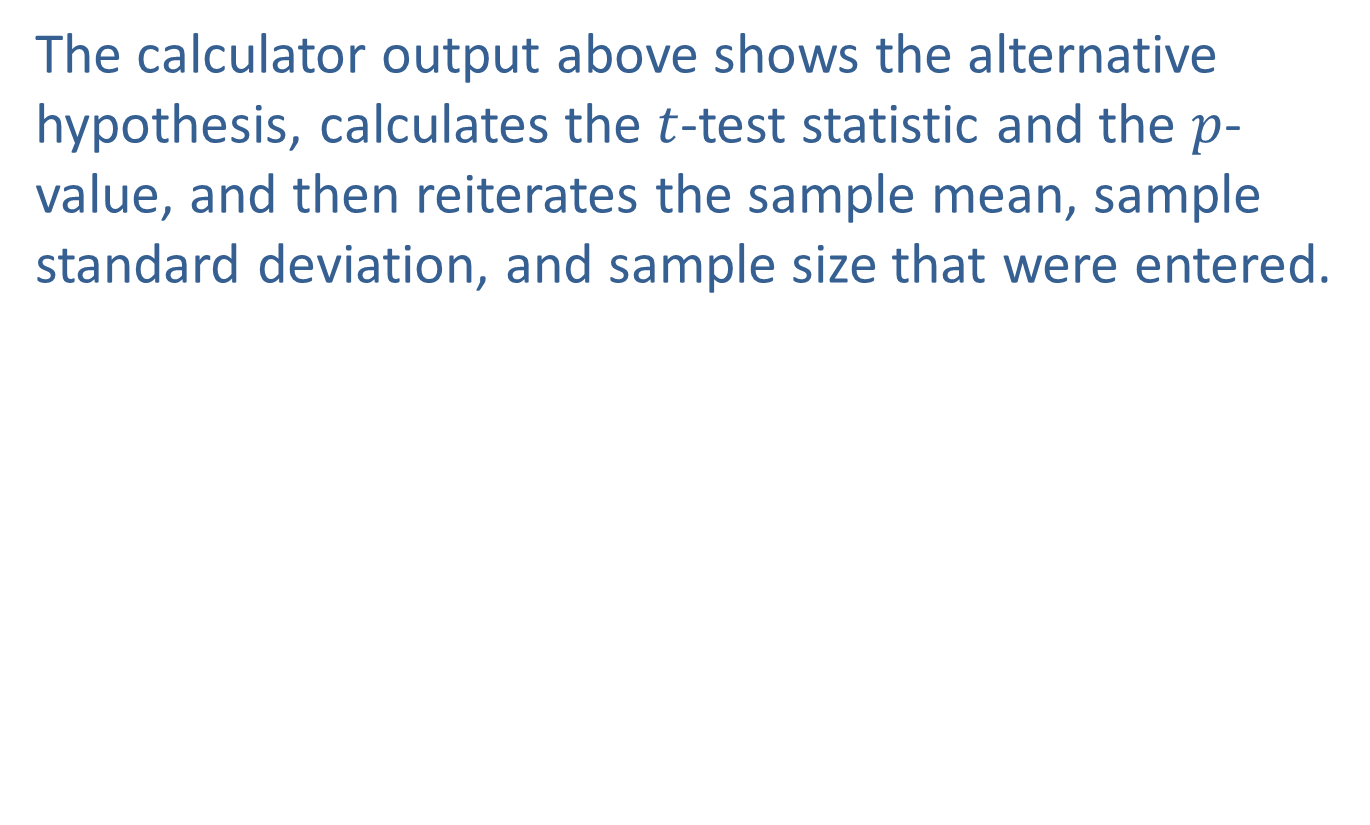 The calculator output above shows the alternative
hypothesis, calculates the t-test statistic and the p-
value, and then reiterates the sample mean, sample
standard deviation, and sample size that were entered.